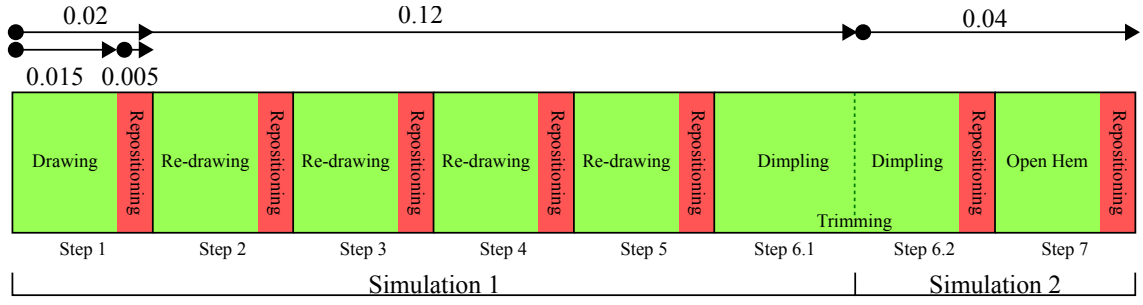 0.02
0.12
0.04
0.015
0.005
Drawing
Repositioning
Re-drawing
Repositioning
Re-drawing
Repositioning
Re-drawing
Repositioning
Re-drawing
Repositioning
Dimpling
Dimpling
Repositioning
Open Hem
Repositioning
Trimming
Step 1
Step 2
Step 3
Step 4
Step 5
Step 6.1
Step 6.2
Step 7
Simulation 1
Simulation 2